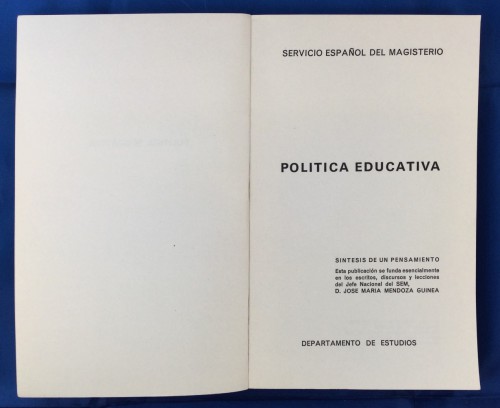 SERVICIO ESPAÑOL DEL MAGISTERIO
POLITICA EDUCATIVA
SINTESIS DE UN PENSAMIENTO
Esta publicación se funda esencialmente
en los escritos, discursos y lecciones
del Jefe Nacional del SEM,
D. JOSE MARIA MENDOZA GUINEA
DEPARTAMENTO DE ESTUDIOS